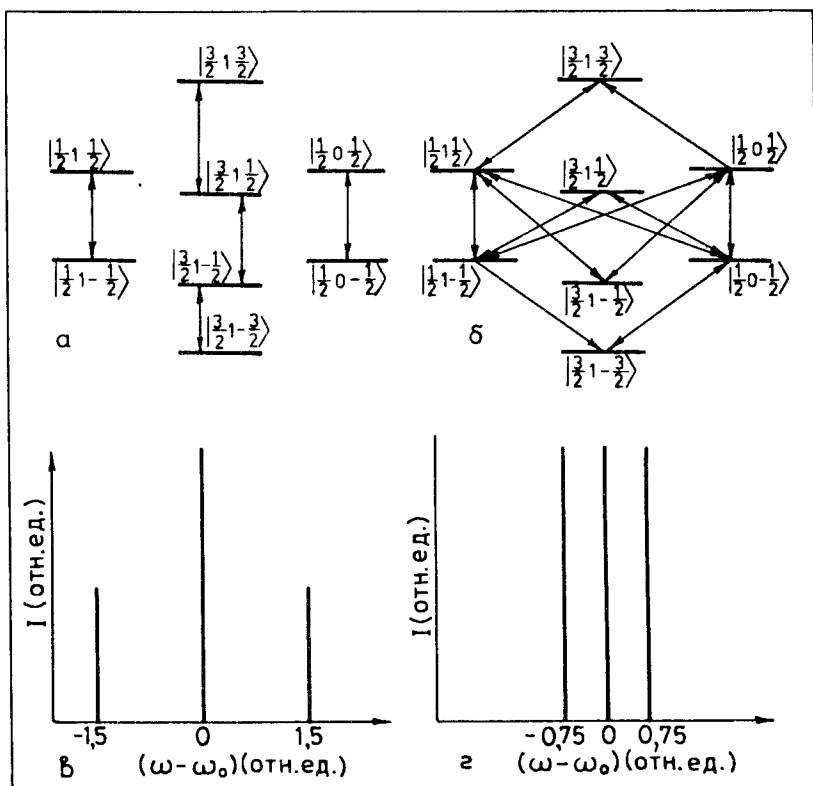 |3/2 1 3/2⟩
|1/2 1 1/2⟩
|3/2 1 1/2⟩
|1/2 0 1/2⟩
|1/2 1 - 1/2⟩
|3/2 1 - 1/2⟩
|1/2 0 - 1/2⟩
|3/2 1 - 3/2⟩
а
|3/2 1 3/2⟩
|1/2 1 1/2⟩
|3/2 1 1/2⟩
|1/2 0 1/2⟩
|1/2 1 - 1/2⟩
|3/2 1 - 1/2⟩
|1/2 0 - 1/2⟩
|3/2 1 - 3/2⟩
б
I (отн.ед.)
-1,5 0 1,5
в (ω-ω₀)(отн.ед.)
I (отн.ед.)
-0,75 0 0,75
г (ω-ω₀)(отн.ед.)